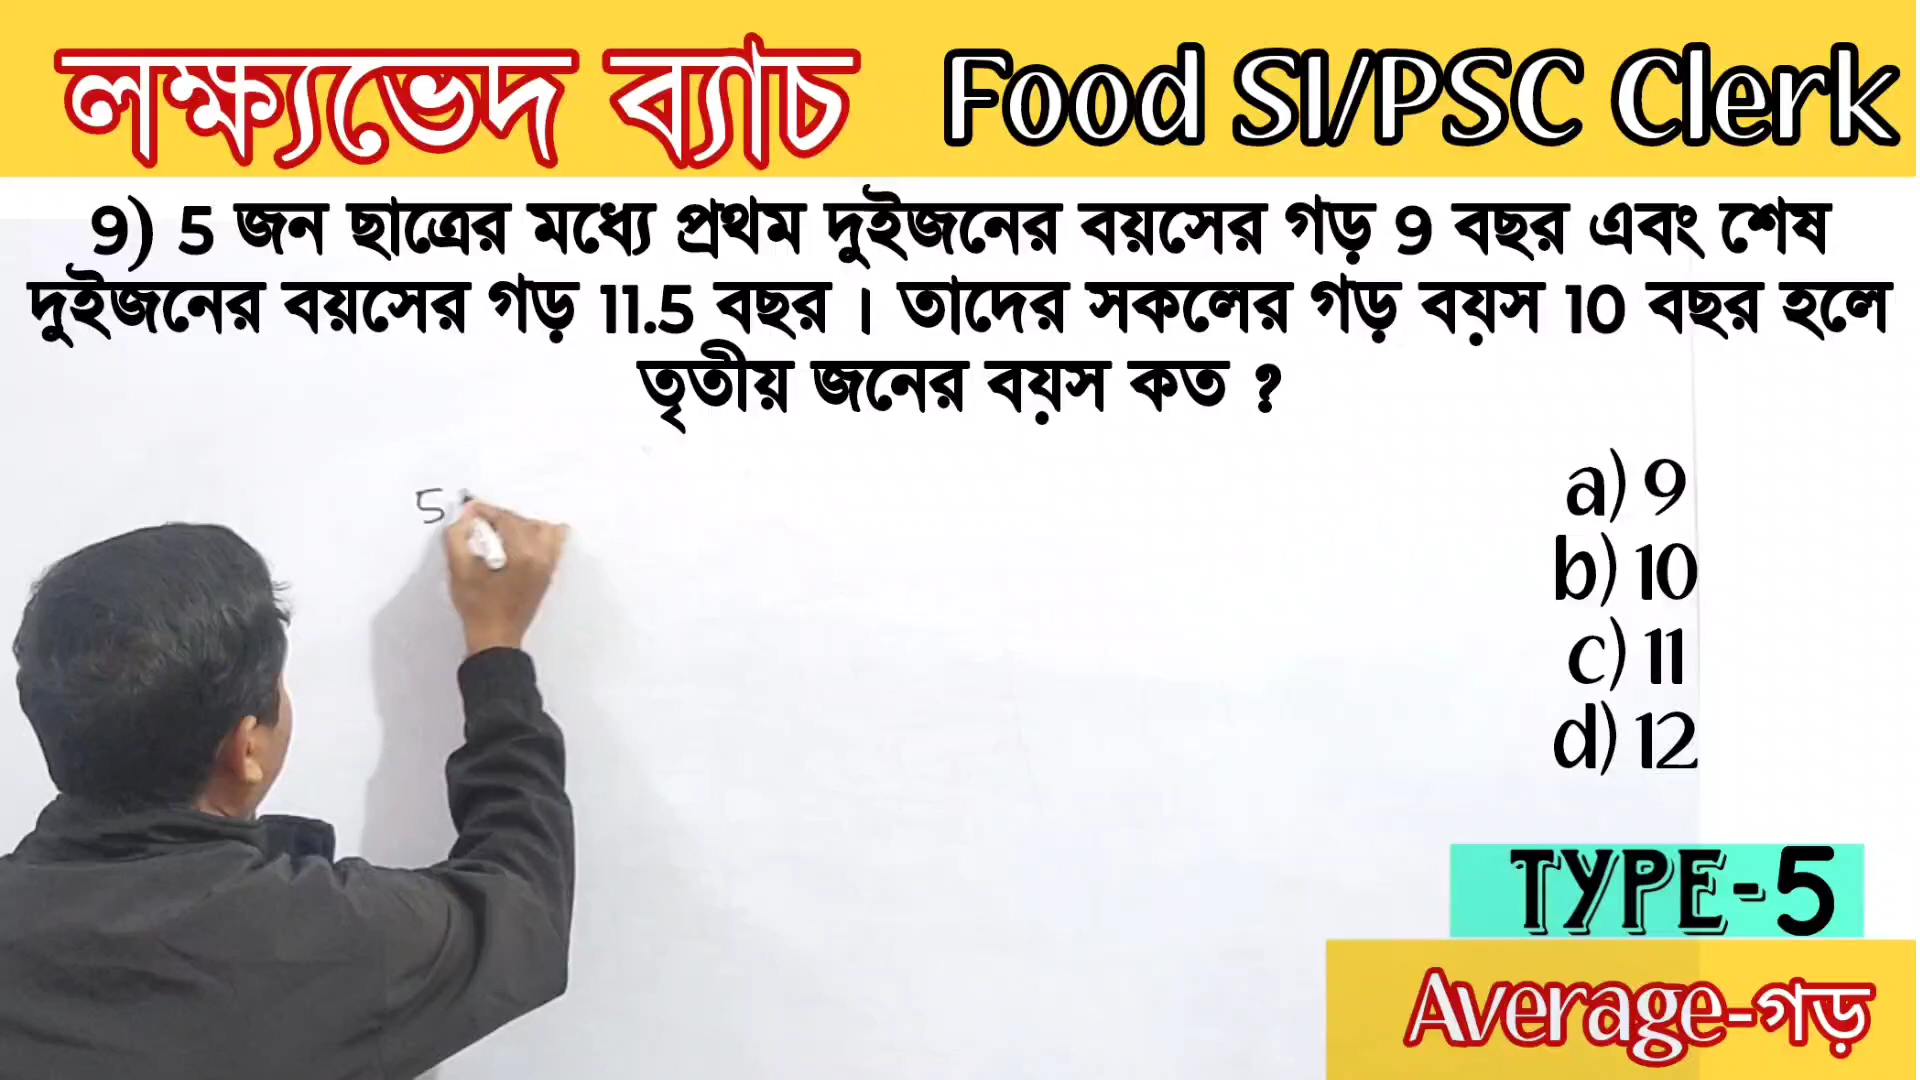 লক্ষ্যভেদ ব্যাচ Food SI/PSC Clerk
9) 5 জন ছাত্রের মধ্যে প্রথম দুইজনের বয়সের গড় 9 বছর এবং শেষ
দুইজনের বয়সের গড় 11.5 বছর । তাদের সকলের গড় বয়স 10 বছর হলে
তৃতীয় জনের বয়স কত ?
5
a) 9
b) 10
c) 11
d) 12
TYPE-5
Average-গড়